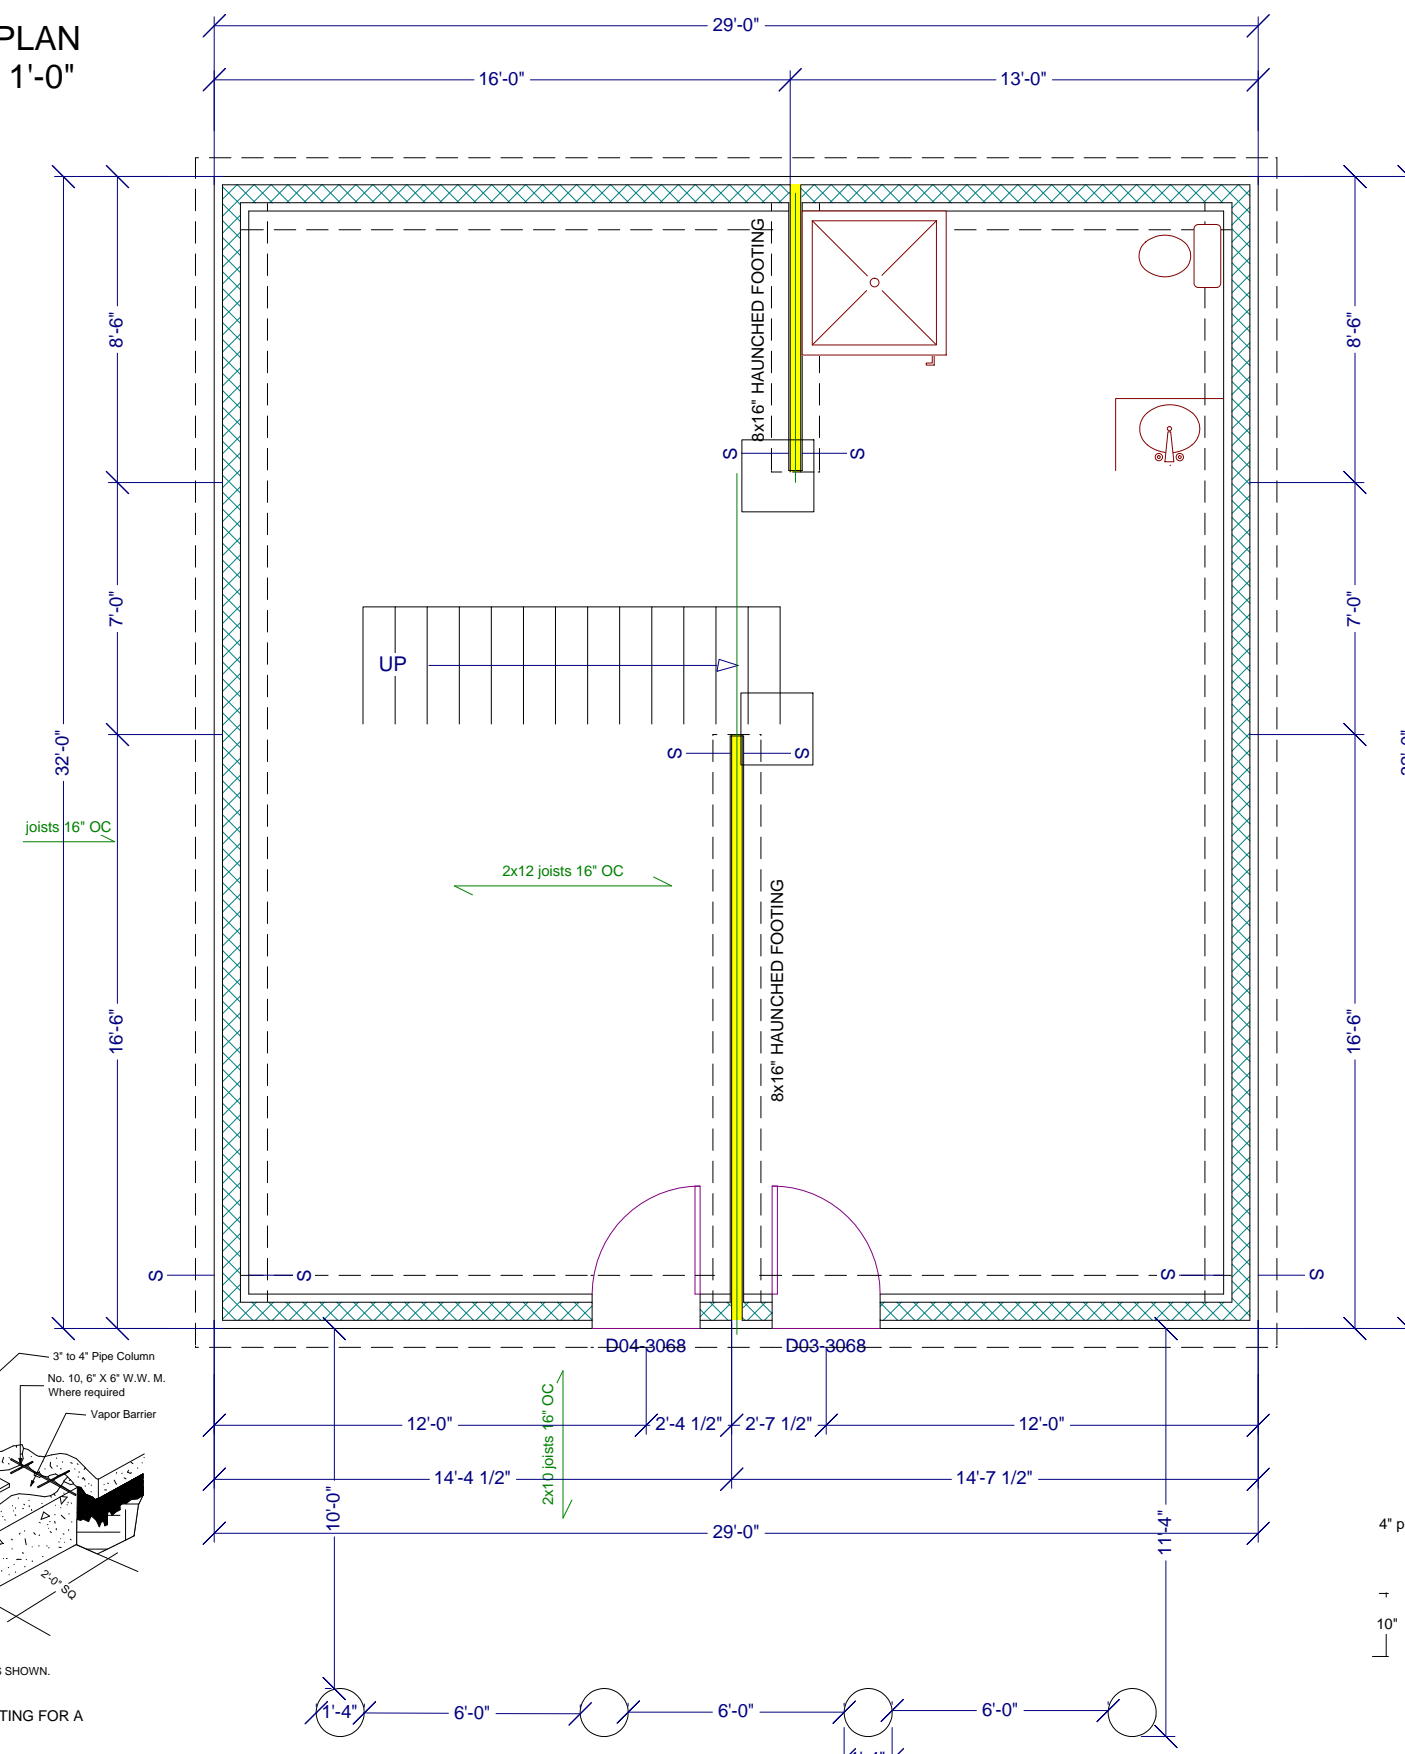 PLAN
1'-0"
29'-0"
16'-0"
13'-0"
8x16" HAUNCHED FOOTING
8'-6"
8'-6"
S
S
7'-0"
7'-0"
UP
S
S
32'-0"
joists 16" OC
2x12 joists 16" OC
8x16" HAUNCHED FOOTING
16'-6"
16'-6"
S
S
S
S
D04-3068
D03-3068
3" to 4" Pipe Column
No. 10, 6" X 6" W.W. M.
Where required
Vapor Barrier
12'-0"
2'-4 1/2"
2'-7 1/2"
12'-0"
2x10 joists 16" OC
14'-4 1/2"
14'-7 1/2"
10'-0"
29'-0"
11'-4"
4" p
2'-0" SQ
10"
SHOWN.
TING FOR A
1'-4"
6'-0"
6'-0"
6'-0"